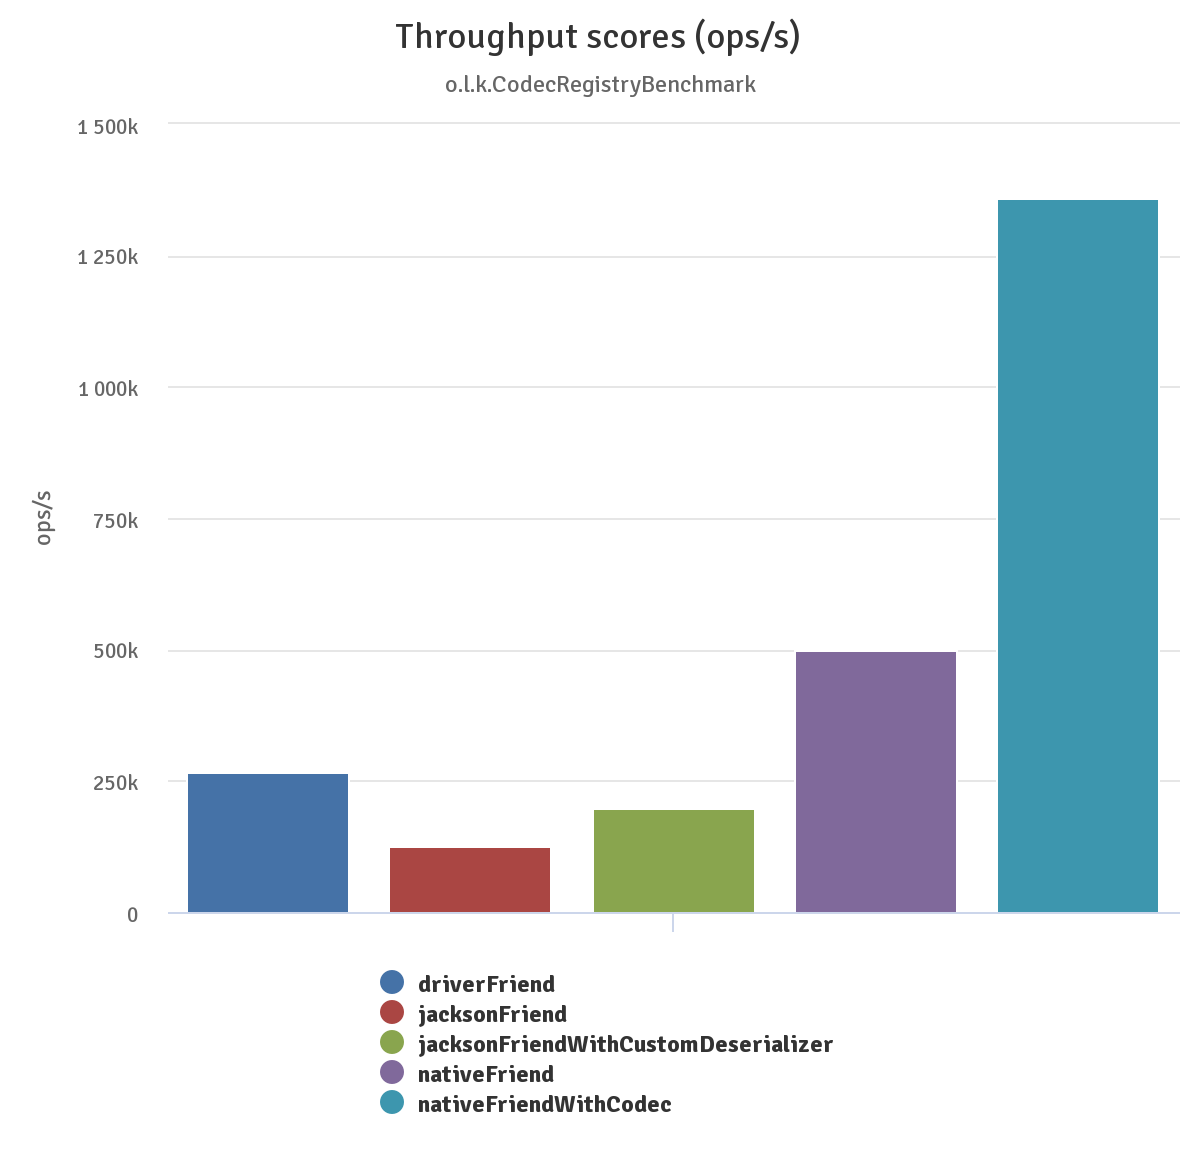 Throughput scores (ops/s)
o.l.k.CodecRegistryBenchmark
1 500k
1 250k
1 000k
750k
500k
250k
0
ops/s
driverFriend
jacksonFriend
jacksonFriendWithCustomDeserializer
nativeFriend
nativeFriendWithCodec